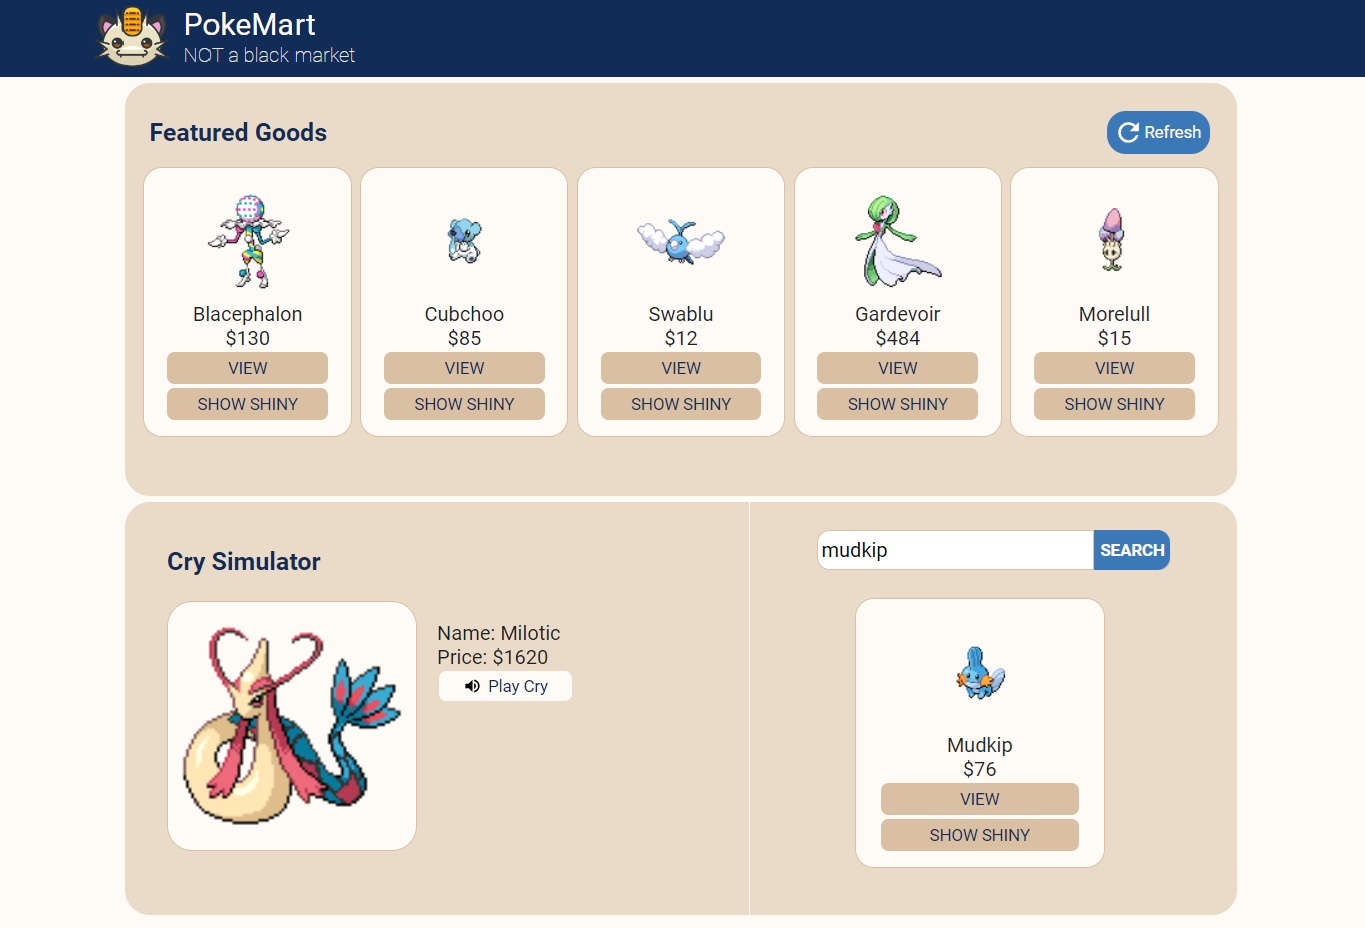 PokeMart
NOT a black market
Featured Goods
Refresh
Blacephalon
$130
VIEW
SHOW SHINY
Cubchoo
$85
VIEW
SHOW SHINY
Swablu
$12
VIEW
SHOW SHINY
Gardevoir
$484
VIEW
SHOW SHINY
Morelull
$15
VIEW
SHOW SHINY
Cry Simulator
Name: Milotic
Price: $1620
Play Cry
mudkip
SEARCH
Mudkip
$76
VIEW
SHOW SHINY